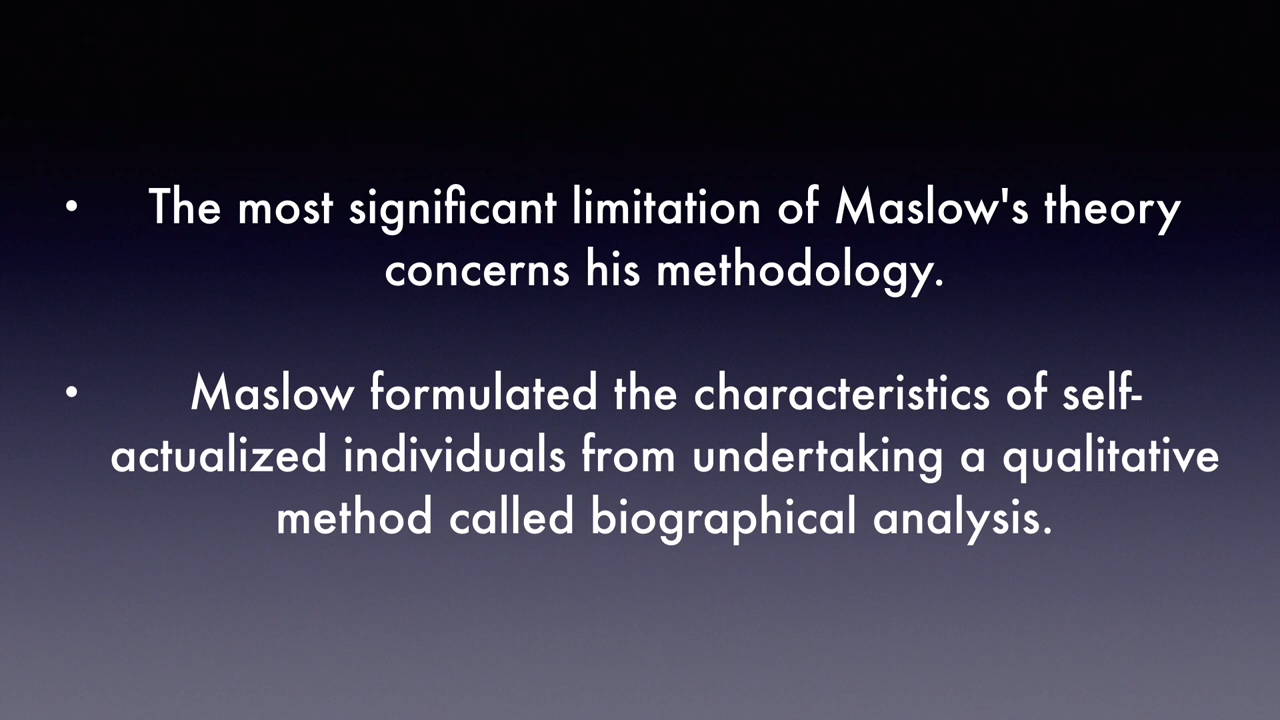 • The most significant limitation of Maslow's theory
concerns his methodology.
• Maslow formulated the characteristics of self-
actualized individuals from undertaking a qualitative
method called biographical analysis.